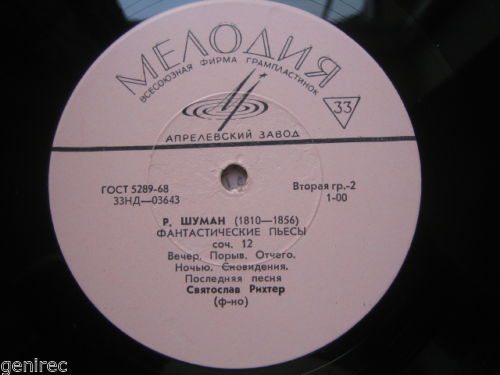 МЕЛОДИЯ
ВСЕСОЮЗНАЯ ФИРМА ГРАМПЛАСТИНОК
33
АПРЕЛЕВСКИЙ ЗАВОД
ГОСТ 5289-68
33НД—03643
Вторая гр.-2
1-00
Р. ШУМАН (1810—1856)
ФАНТАСТИЧЕСКИЕ ПЬЕСЫ
соч. 12
Вечер. Порыв. Отчего.
Ночью. Сновидения.
Последняя песня
Святослав Рихтер
(ф-но)
genirec